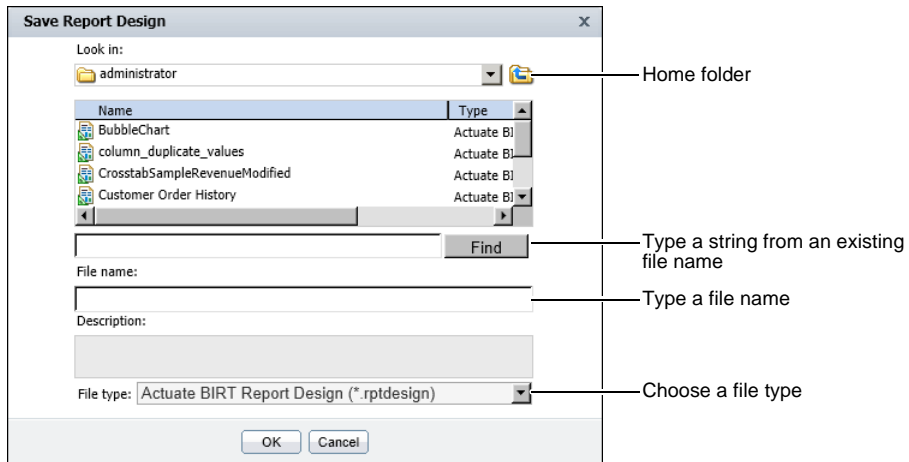 Save Report Design x
Look in:
administrator
Home folder
Name Type
BubbleChart Actuate BI
column_duplicate_values Actuate BI
CrosstabSampleRevenueModified Actuate BI
Customer Order History Actuate BI
Find
Type a string from an existing
file name
File name:
Type a file name
Description:
File type: Actuate BIRT Report Design (*.rptdesign)
Choose a file type
OK Cancel